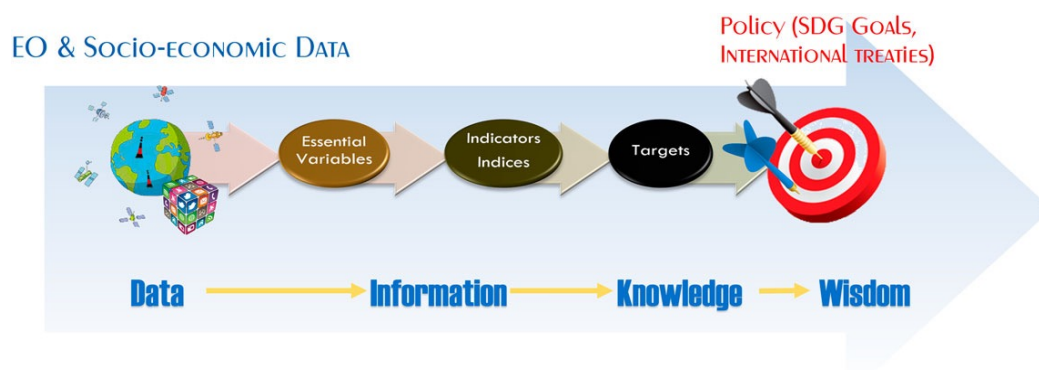 EO & Socio-economic Data
Policy (SDG Goals,
International treaties)
Essential
Variables
Indicators
Indices
Targets
Data
Information
Knowledge
Wisdom